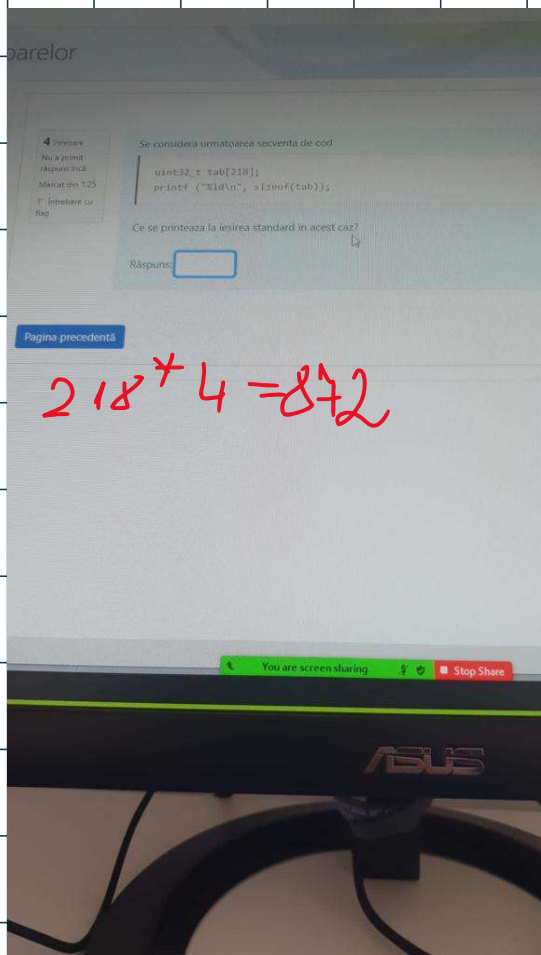 parelor
4 Întrebare
Nu a primit
răspuns încă
Marcat din 1.25
Întrebare cu
flag
Se considera urmatoarea secventa de cod
uint32_t tab[218];
printf ("%ld\n", sizeof(tab));
Ce se printeaza la iesirea standard in acest caz?
Răspuns:
Pagina precedentă
218 * 4 = 872
You are screen sharing
Stop Share
ASUS